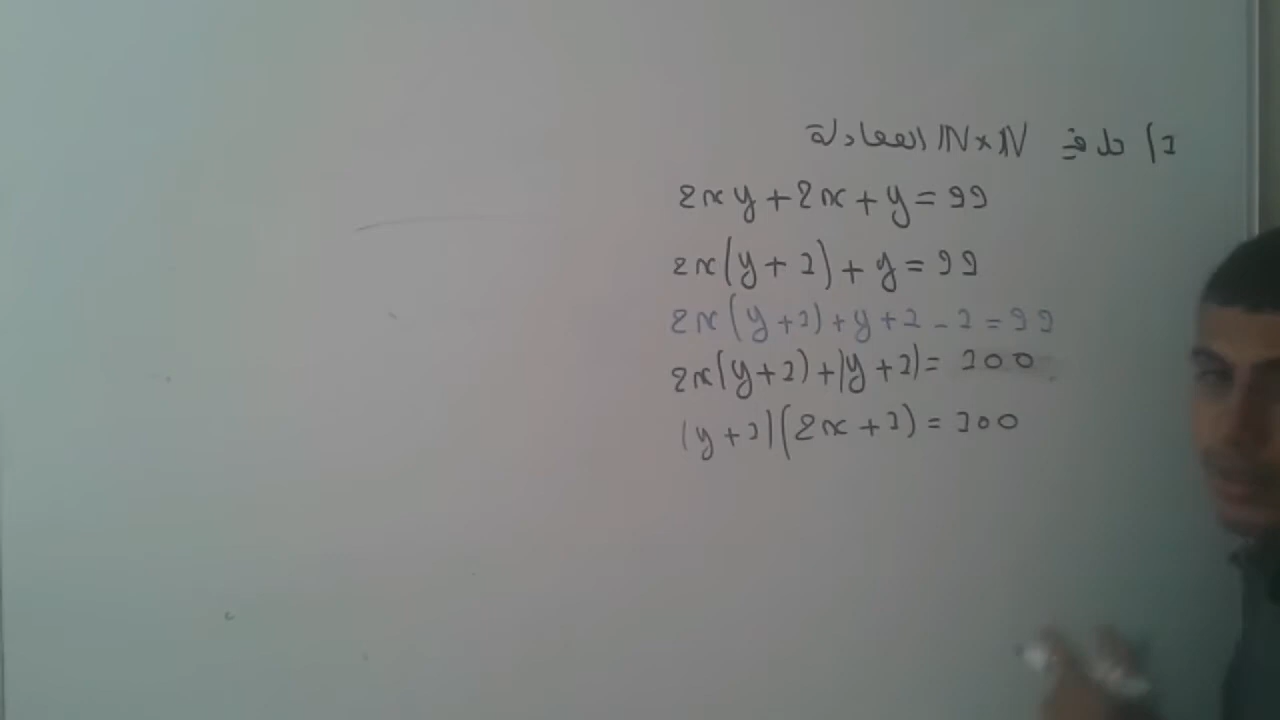 1) حل في IN×IN المعادلة
2xy + 2x + y = 99
2x(y + 1) + y = 99
2x(y + 1) + y + 1 - 1 = 99
2x(y + 1) + (y + 1) = 100
(y + 1)(2x + 1) = 100